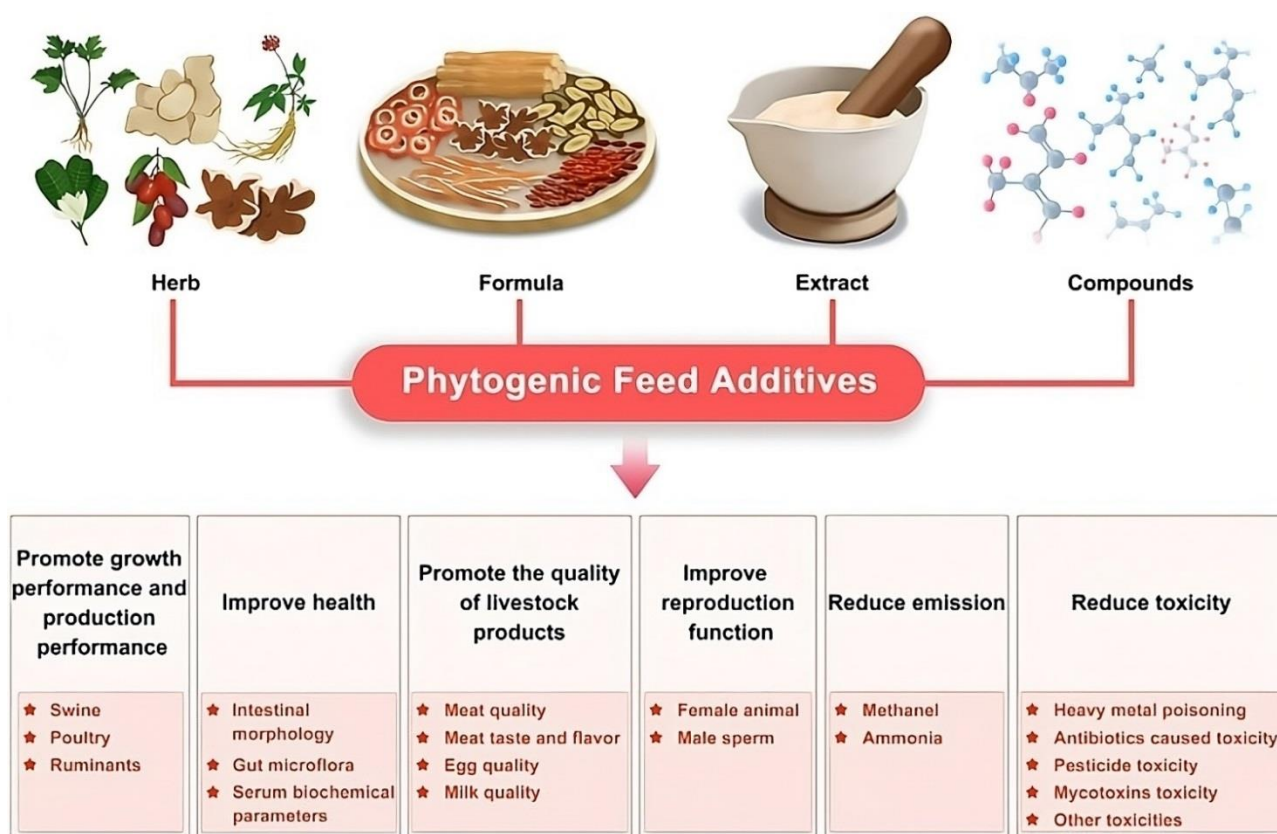 Herb
Formula
Extract
Compounds
Phytogenic Feed Additives
Promote growth
performance and
production
performance
Improve health
Promote the quality
of livestock
products
Improve
reproduction
function
Reduce emission
Reduce toxicity
Swine
Poultry
Ruminants
Intestinal
morphology
Gut microflora
Serum biochemical
parameters
Meat quality
Meat taste and flavor
Egg quality
Milk quality
Female animal
Male sperm
Methanel
Ammonia
Heavy metal poisoning
Antibiotics caused toxicity
Pesticide toxicity
Mycotoxins toxicity
Other toxicities